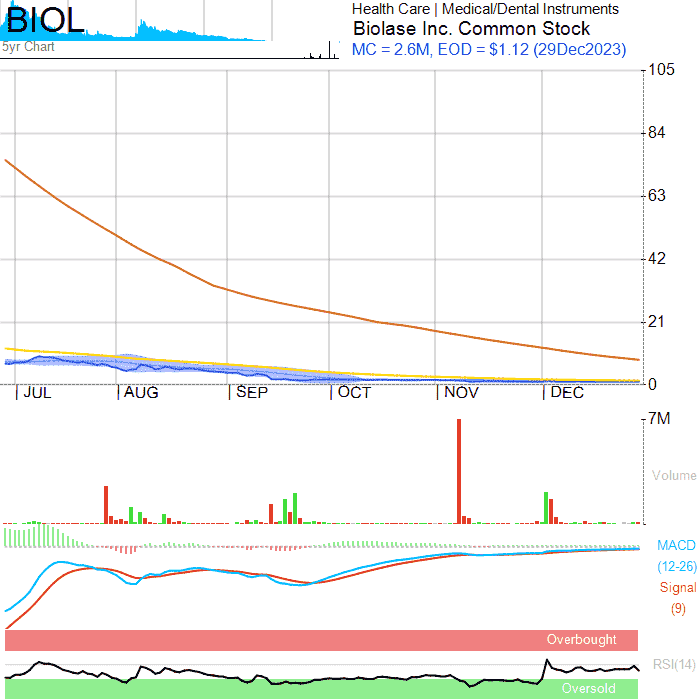 BIOL
5yr Chart
Health Care | Medical/Dental Instruments
Biolase Inc. Common Stock
MC = 2.6M, EOD = $1.12 (29Dec2023)
105
84
63
42
21
0
JUL AUG SEP OCT NOV DEC
7M
Volume
MACD
(12-26)
Signal
(9)
Overbought
RSI(14)
Oversold